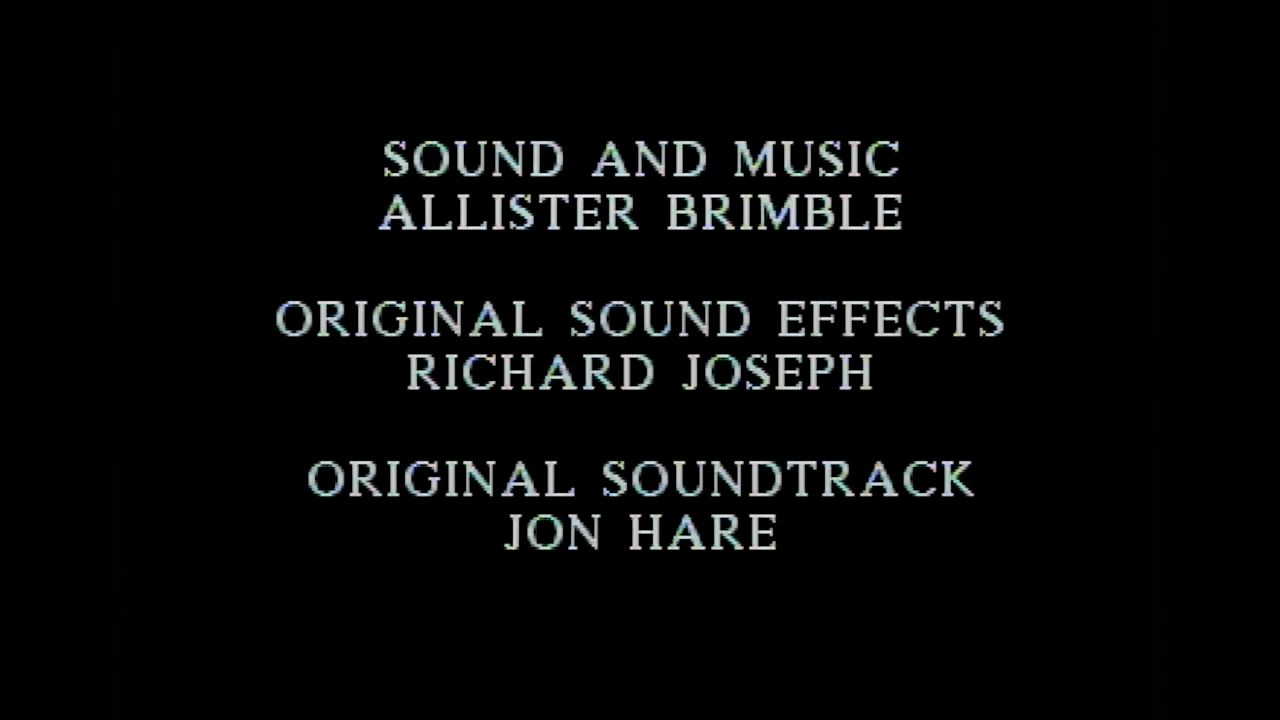 SOUND AND MUSIC
ALLISTER BRIMBLE
ORIGINAL SOUND EFFECTS
RICHARD JOSEPH
ORIGINAL SOUNDTRACK
JON HARE